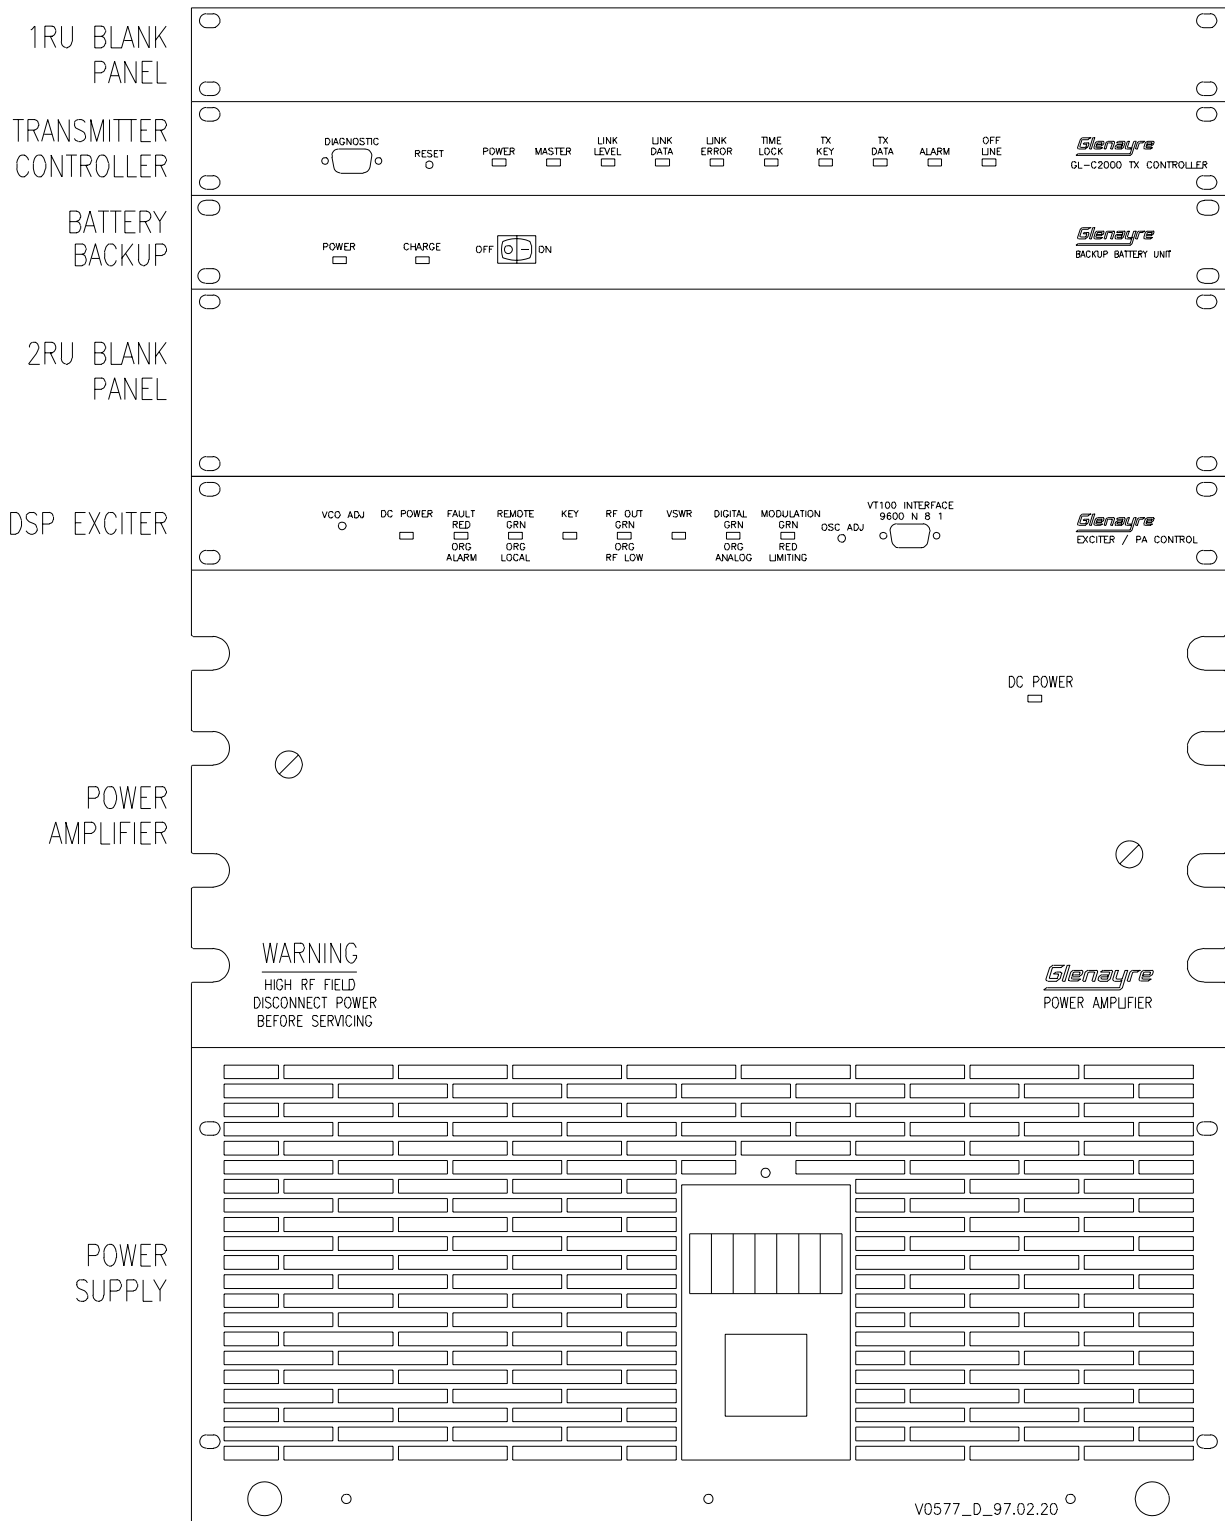 1RU BLANK
PANEL
TRANSMITTER
CONTROLLER
DIAGNOSTIC
RESET
POWER
MASTER
LINK
LEVEL
LINK
DATA
LINK
ERROR
TIME
LOCK
TX
KEY
TX
DATA
ALARM
OFF
LINE
Glenayre
GL-C2000 TX CONTROLLER
BATTERY
BACKUP
POWER
CHARGE
OFF
ON
Glenayre
BACKUP BATTERY UNIT
2RU BLANK
PANEL
DSP EXCITER
VCO ADJ
DC POWER
FAULT
RED
ORG
ALARM
REMOTE
GRN
ORG
LOCAL
KEY
RF OUT
GRN
ORG
RF LOW
VSWR
DIGITAL
GRN
ORG
ANALOG
MODULATION
GRN
RED
LIMITING
OSC ADJ
VT100 INTERFACE
9600 N 8 1
Glenayre
EXCITER / PA CONTROL
POWER
AMPLIFIER
DC POWER
WARNING
HIGH RF FIELD
DISCONNECT POWER
BEFORE SERVICING
Glenayre
POWER AMPLIFIER
POWER
SUPPLY
V0577_D_97.02.20